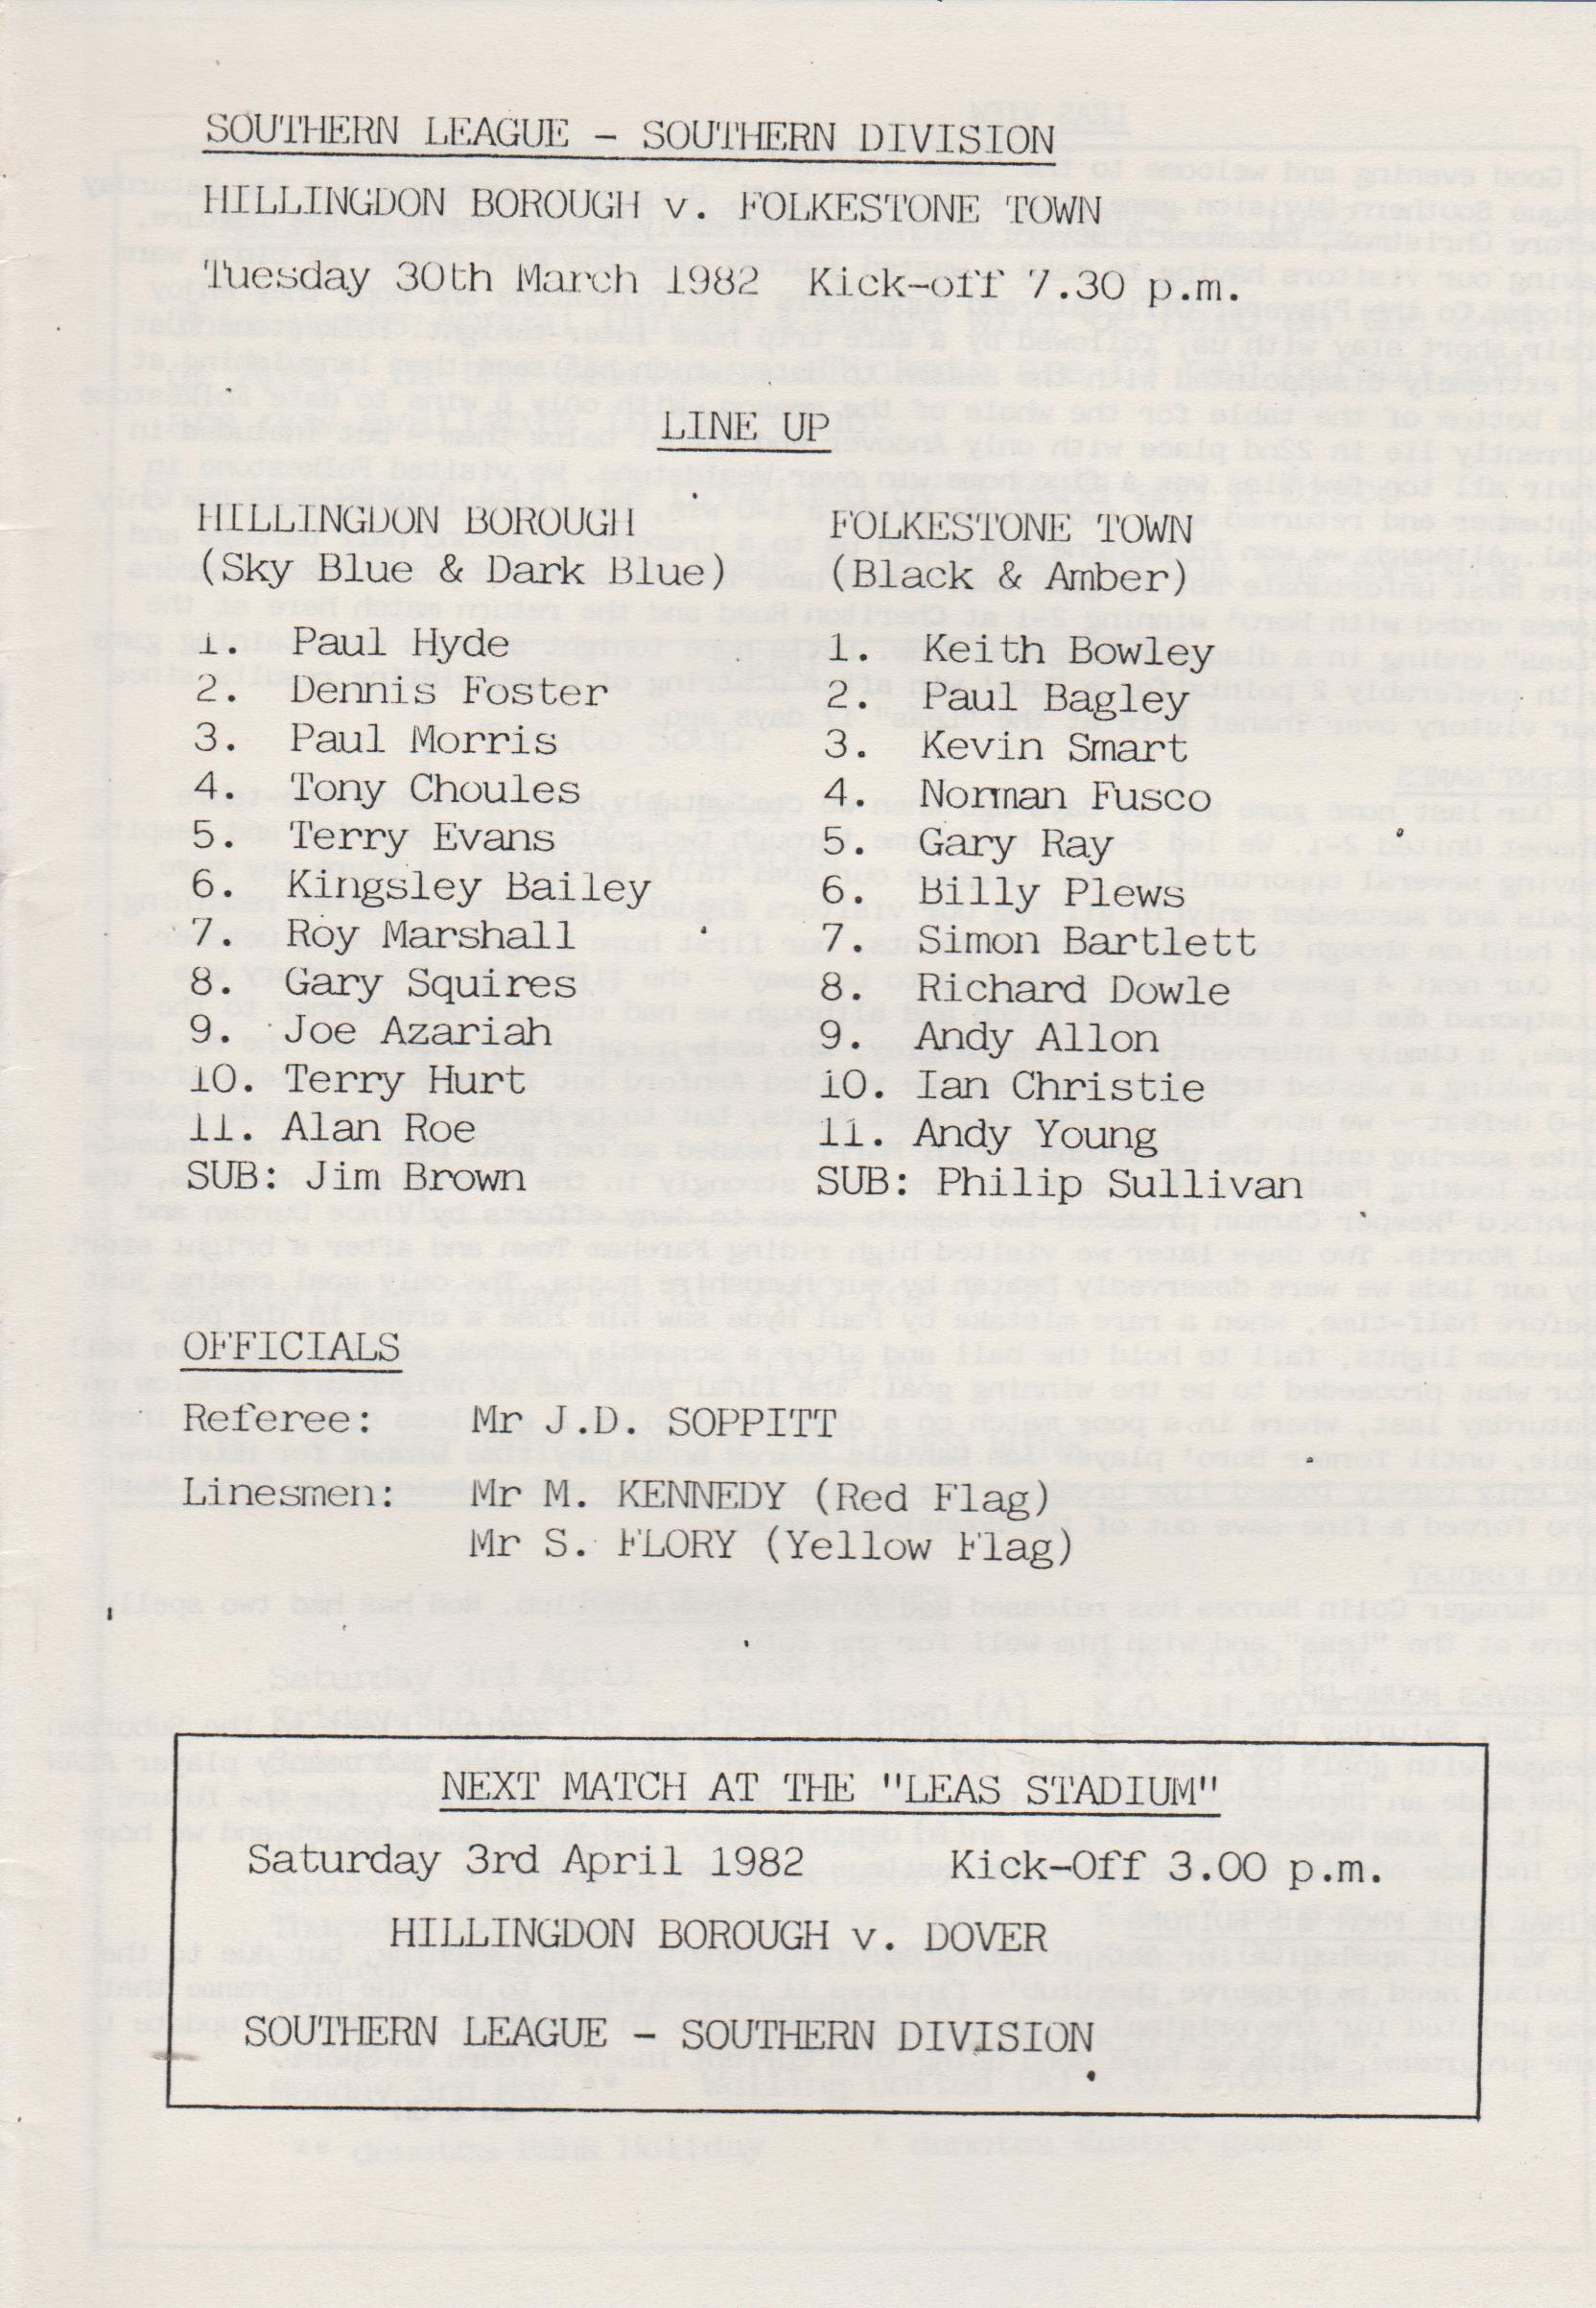 SOUTHERN LEAGUE - SOUTHERN DIVISION
HILLINGDON BOROUGH v. FOLKESTONE TOWN
Tuesday 30th March 1982 Kick-off 7.30 p.m.
LINE UP
HILLINGDON BOROUGH
(Sky Blue & Dark Blue)
1. Paul Hyde
2. Dennis Foster
3. Paul Morris
4. Tony Choules
5. Terry Evans
6. Kingsley Bailey
7. Roy Marshall
8. Gary Squires
9. Joe Azariah
10. Terry Hurt
11. Alan Roe
SUB: Jim Brown
FOLKESTONE TOWN
(Black & Amber)
1. Keith Bowley
2. Paul Bagley
3. Kevin Smart
4. Norman Fusco
5. Gary Ray
6. Billy Plews
7. Simon Bartlett
8. Richard Dowle
9. Andy Allon
10. Ian Christie
11. Andy Young
SUB: Philip Sullivan
OFFICIALS
Referee: Mr J.D. SOPPITT
Linesmen: Mr M. KENNEDY (Red Flag)
Mr S. FLORY (Yellow Flag)
NEXT MATCH AT THE "LEAS STADIUM"
Saturday 3rd April 1982 Kick-Off 3.00 p.m.
HILLINGDON BOROUGH v. DOVER
SOUTHERN LEAGUE - SOUTHERN DIVISION